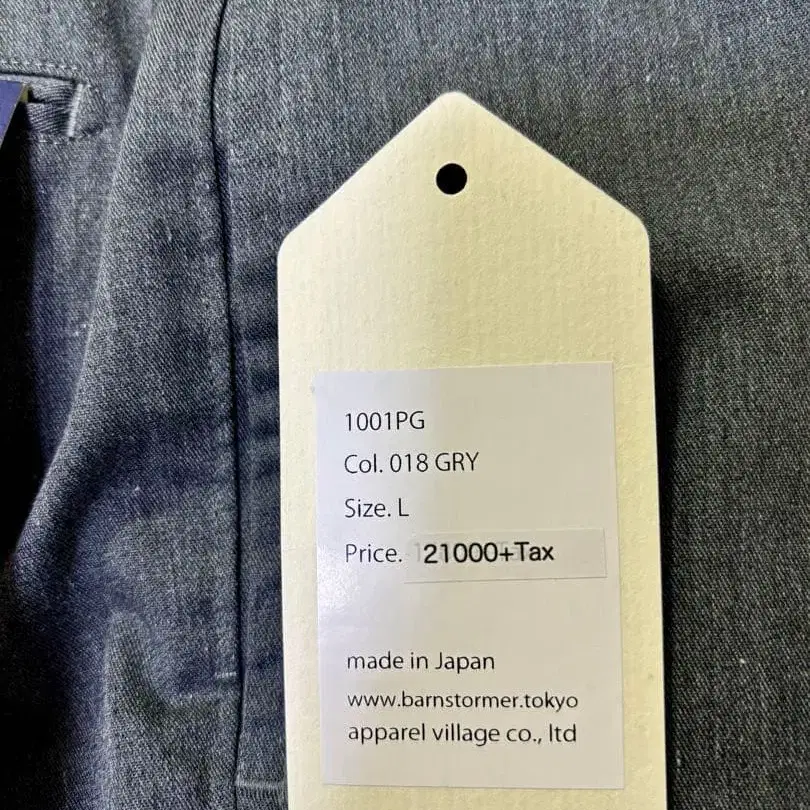 1001PG
Col. 018 GRY
Size. L
Price. 21000+Tax
made in Japan
www.barnstormer.tokyo
apparel village co., ltd